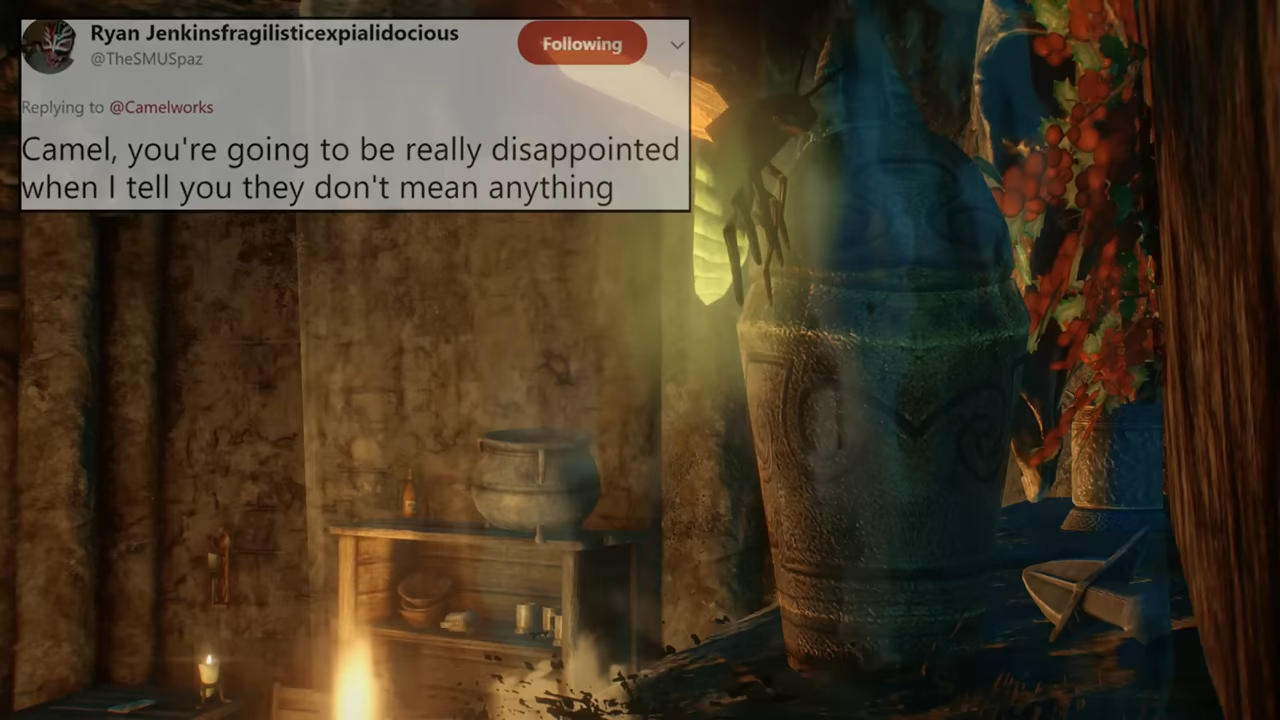 Ryan Jenkinsfragilisticexpialidocious
Following
@TheSMUSpaz
Replying to @Camelworks
Camel, you're going to be really disappointed
when I tell you they don't mean anything